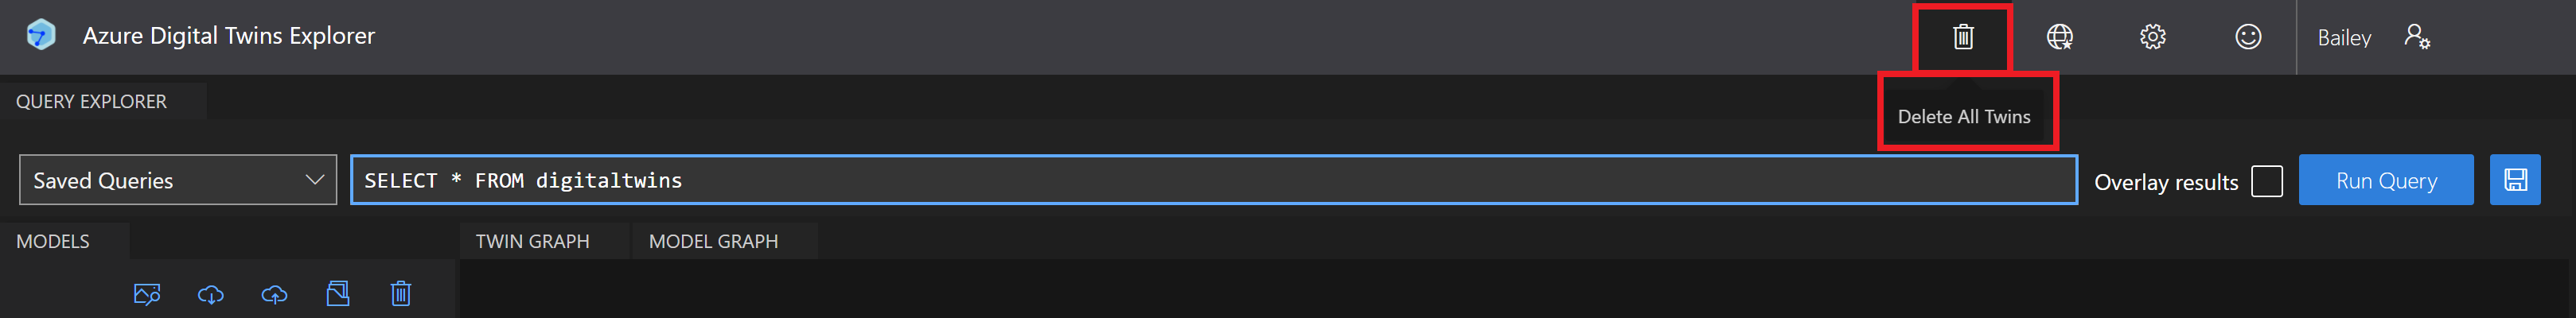 Azure Digital Twins Explorer
Bailey
Delete All Twins
QUERY EXPLORER
Saved Queries
SELECT * FROM digitaltwins
Overlay results
Run Query
MODELS
TWIN GRAPH
MODEL GRAPH